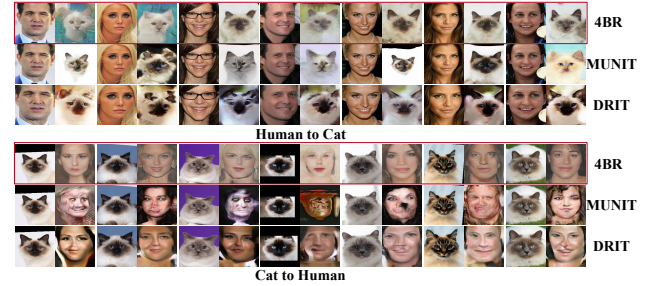 4BR
MUNIT
DRIT
Human to Cat
4BR
MUNIT
DRIT
Cat to Human